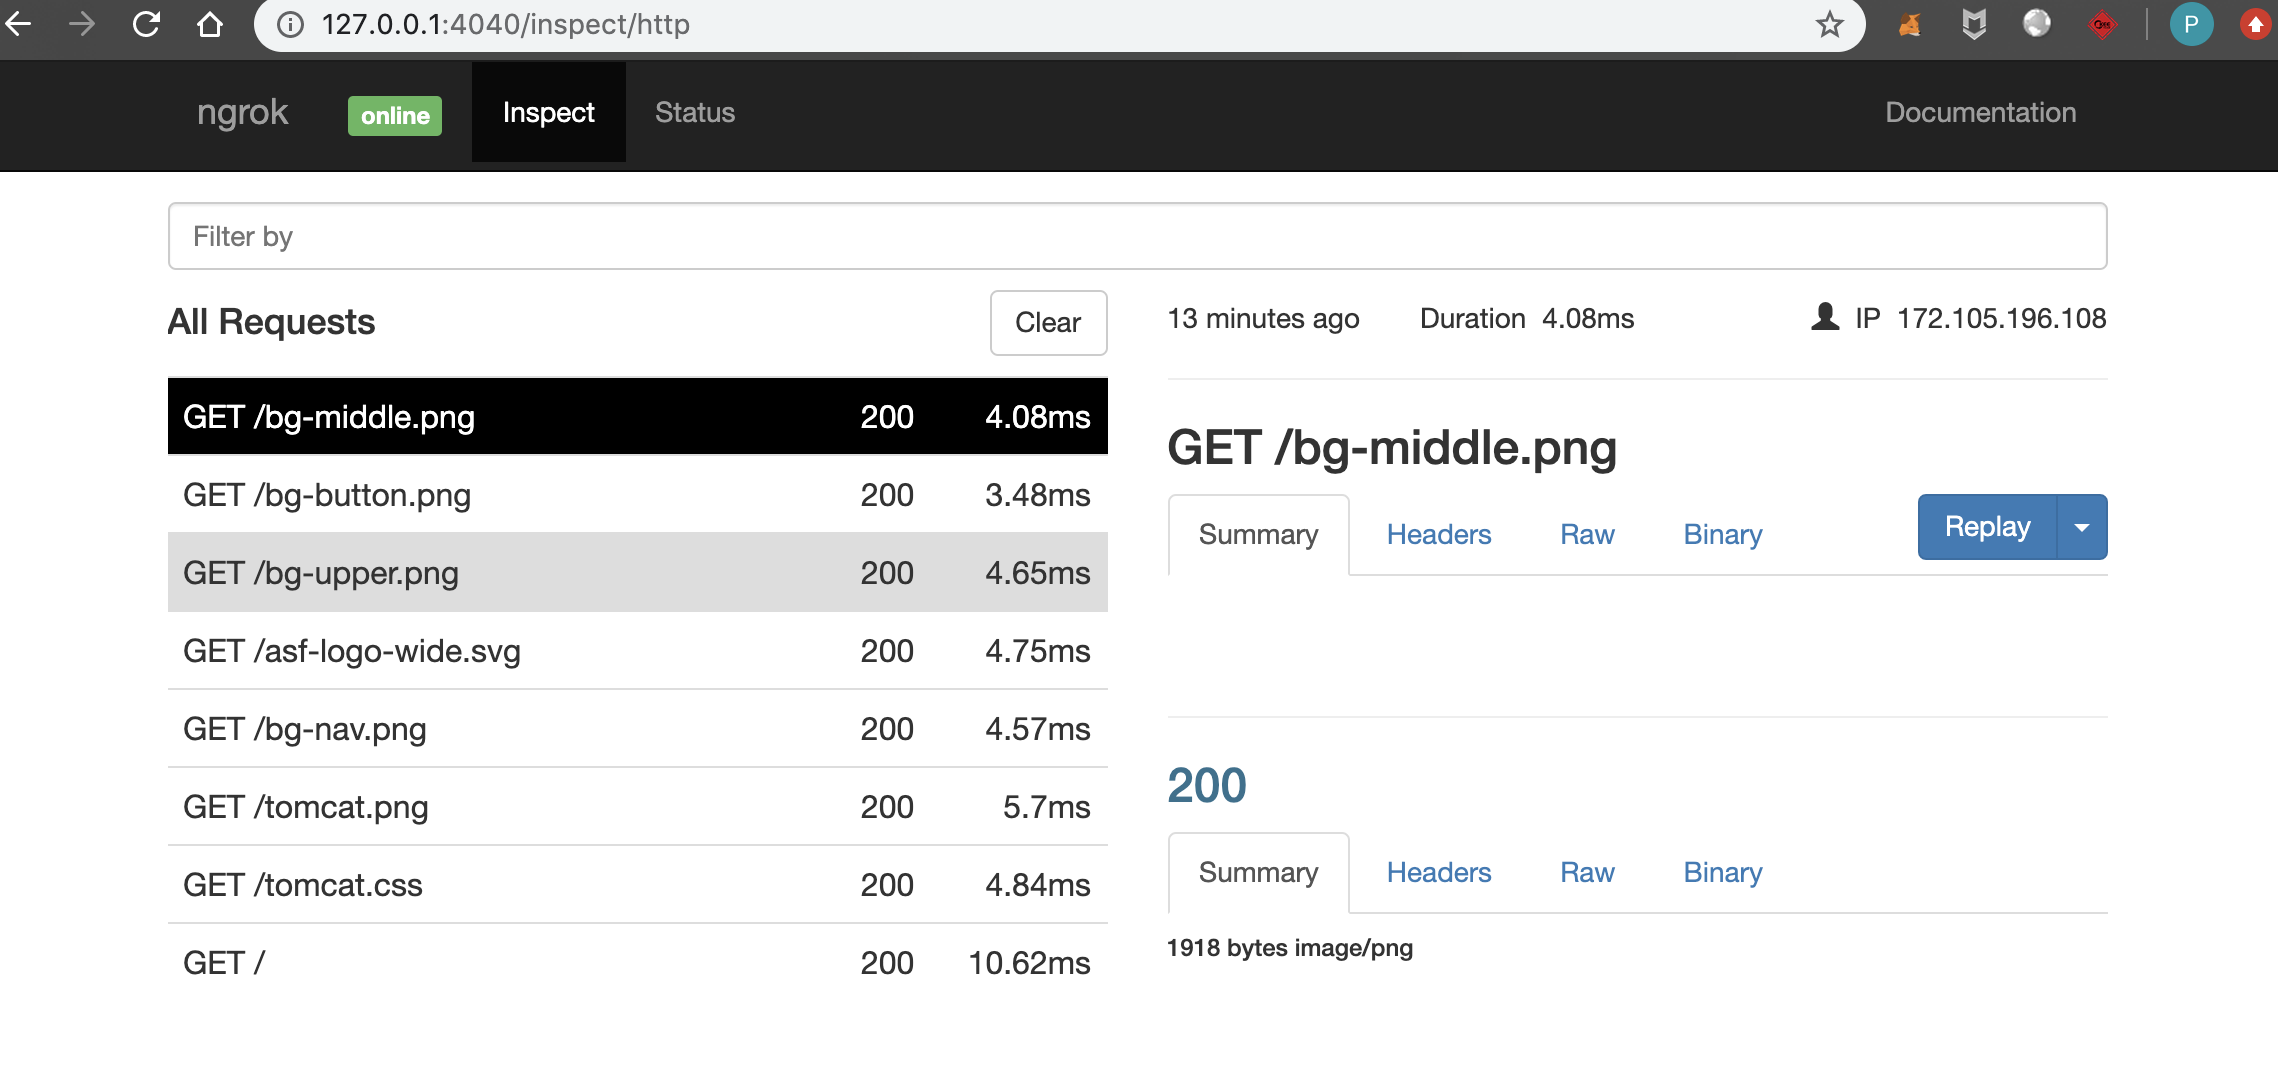 127.0.0.1:4040/inspect/http
P
ngrok online Inspect Status Documentation
Filter by
All Requests Clear
GET /bg-middle.png 200 4.08ms
GET /bg-button.png 200 3.48ms
GET /bg-upper.png 200 4.65ms
GET /asf-logo-wide.svg 200 4.75ms
GET /bg-nav.png 200 4.57ms
GET /tomcat.png 200 5.7ms
GET /tomcat.css 200 4.84ms
GET / 200 10.62ms
13 minutes ago Duration 4.08ms IP 172.105.196.108
GET /bg-middle.png
Summary Headers Raw Binary Replay
200
Summary Headers Raw Binary
1918 bytes image/png